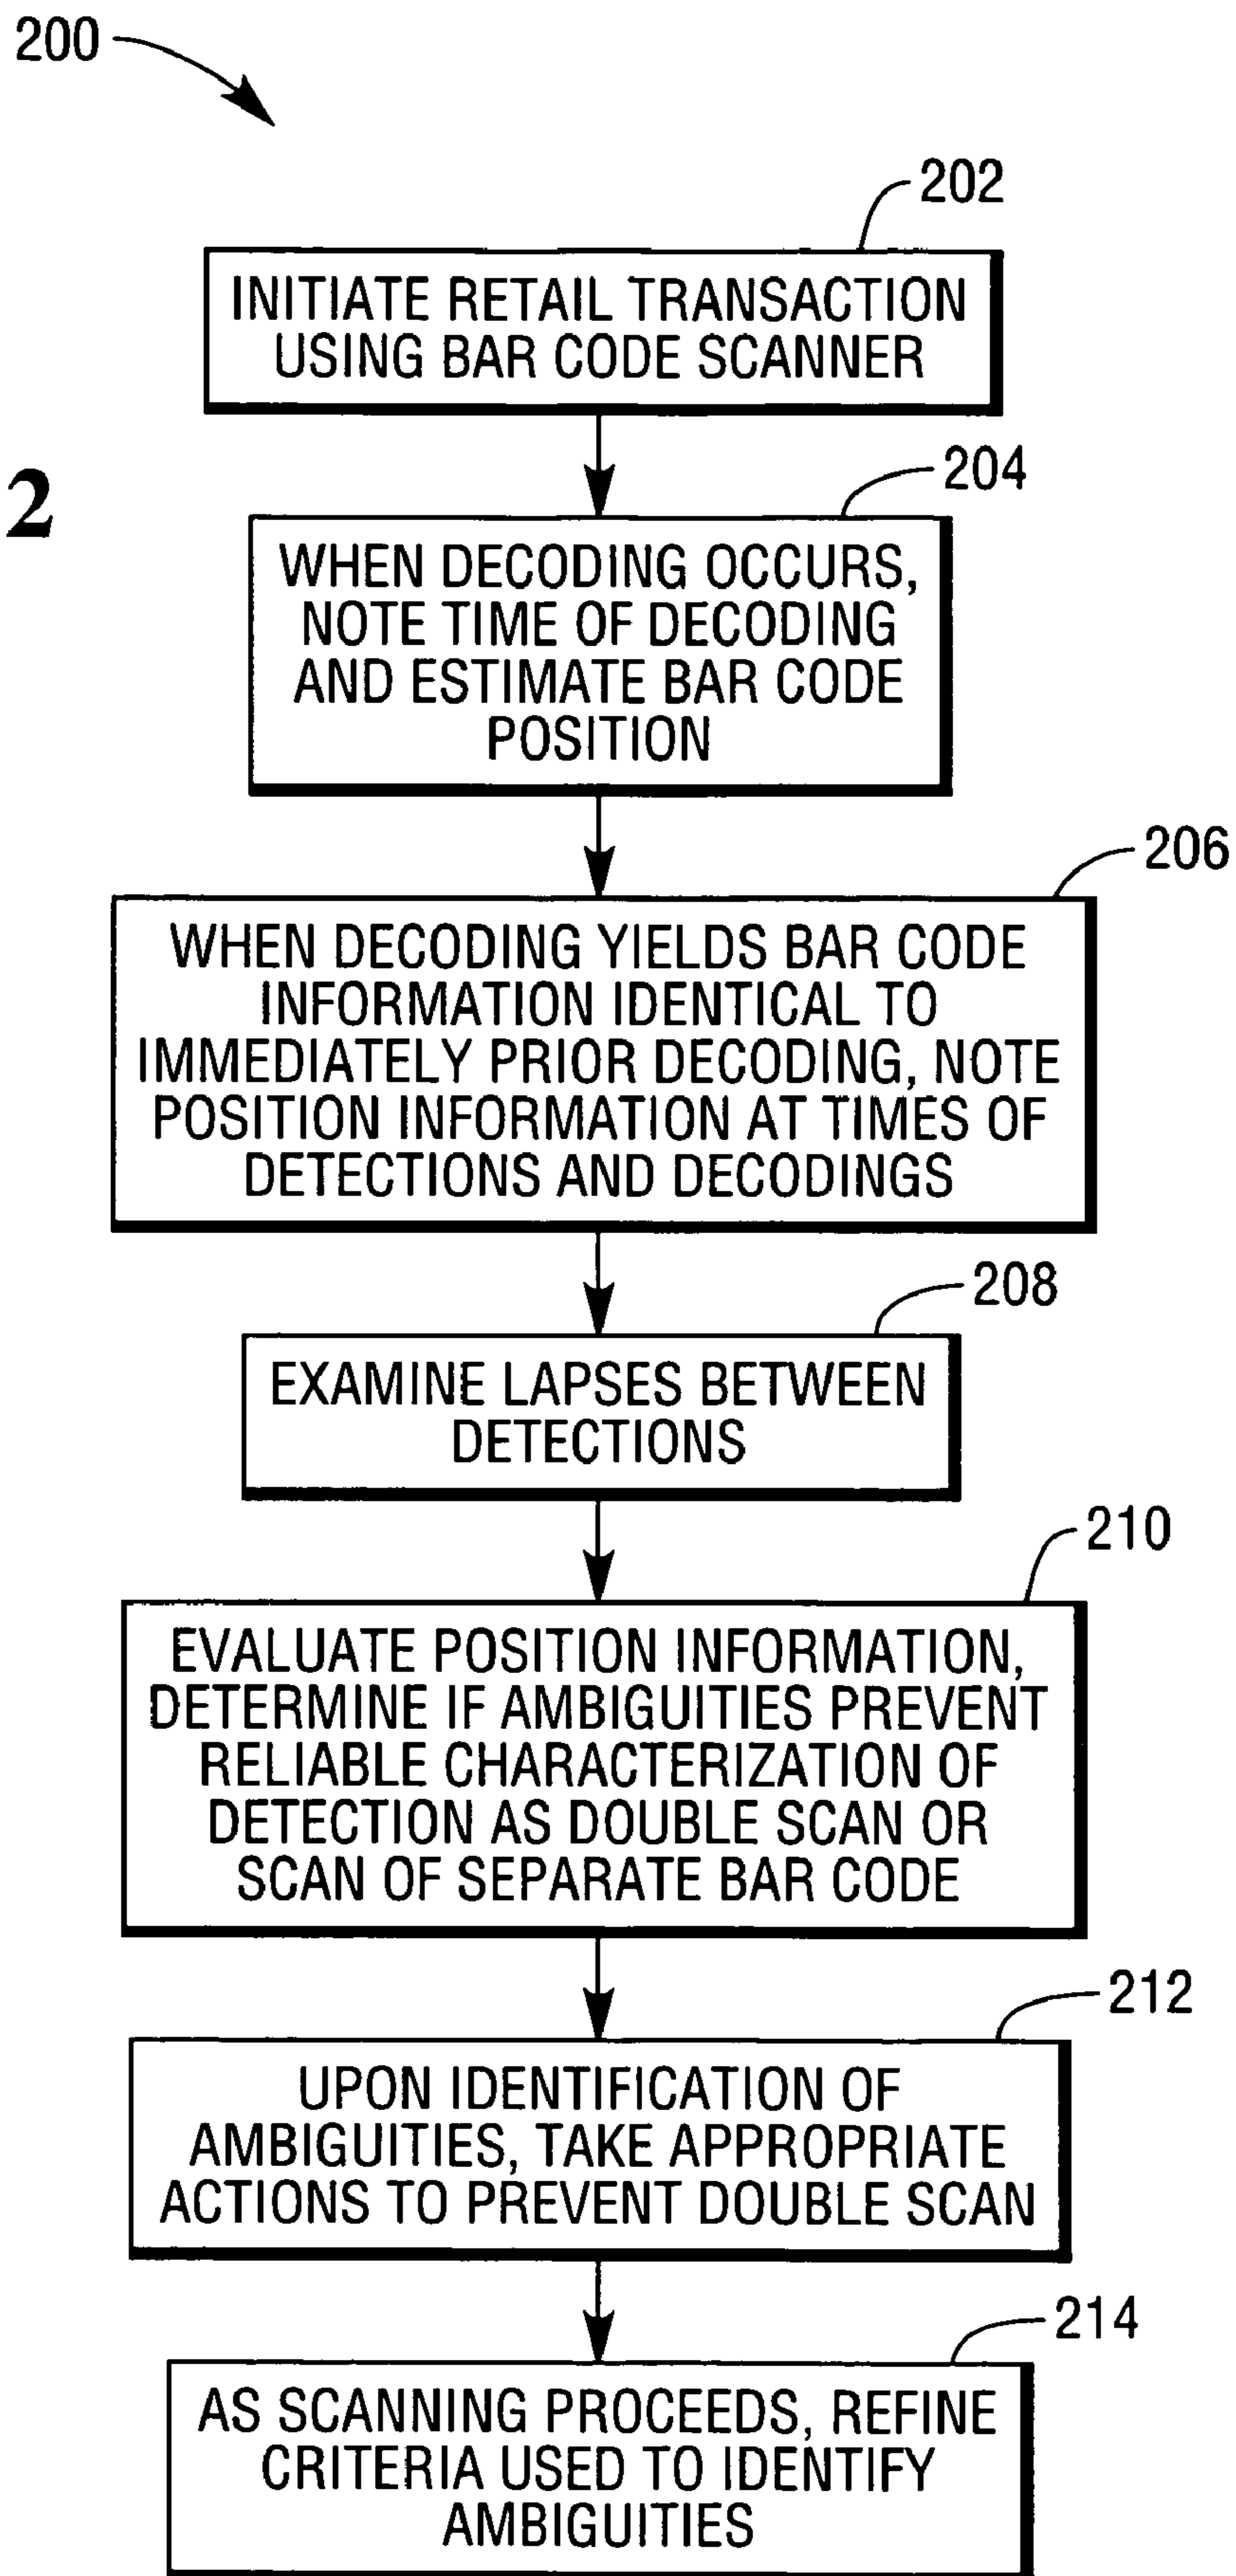 200
202
INITIATE RETAIL TRANSACTION
USING BAR CODE SCANNER
2
204
WHEN DECODING OCCURS,
NOTE TIME OF DECODING
AND ESTIMATE BAR CODE
POSITION
206
WHEN DECODING YIELDS BAR CODE
INFORMATION IDENTICAL TO
IMMEDIATELY PRIOR DECODING, NOTE
POSITION INFORMATION AT TIMES OF
DETECTIONS AND DECODINGS
208
EXAMINE LAPSES BETWEEN
DETECTIONS
210
EVALUATE POSITION INFORMATION,
DETERMINE IF AMBIGUITIES PREVENT
RELIABLE CHARACTERIZATION OF
DETECTION AS DOUBLE SCAN OR
SCAN OF SEPARATE BAR CODE
212
UPON IDENTIFICATION OF
AMBIGUITIES, TAKE APPROPRIATE
ACTIONS TO PREVENT DOUBLE SCAN
214
AS SCANNING PROCEEDS, REFINE
CRITERIA USED TO IDENTIFY
AMBIGUITIES